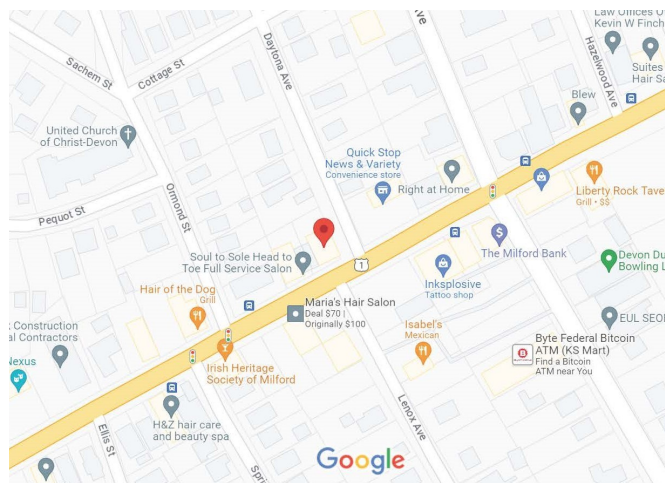 Law Offices Of
Kevin W Finch
Suites
Hair Sa
Hazelwood Ave
Blew
Ave
Daytona Ave
Sachem St
Cottage St
United Church
of Christ-Devon
Quick Stop
News & Variety
Convenience store
Right at Home
Liberty Rock Tave
Grill • $$
Pequot St
Ormond St
Soul to Sole Head to
Toe Full Service Salon
1
The Milford Bank
Devon Du
Bowling L
Inksplosive
Tattoo shop
Hair of the Dog
Grill
Maria's Hair Salon
Deal $70 |
Originally $100
EUL SEO
k Construction
al Contractors
Isabel's
Mexican
Byte Federal Bitcoin
ATM (KS Mart)
Find a Bitcoin
ATM near You
Nexus
Irish Heritage
Society of Milford
Lenox Ave
Ellis St
H&Z hair care
and beauty spa
Spri
Google